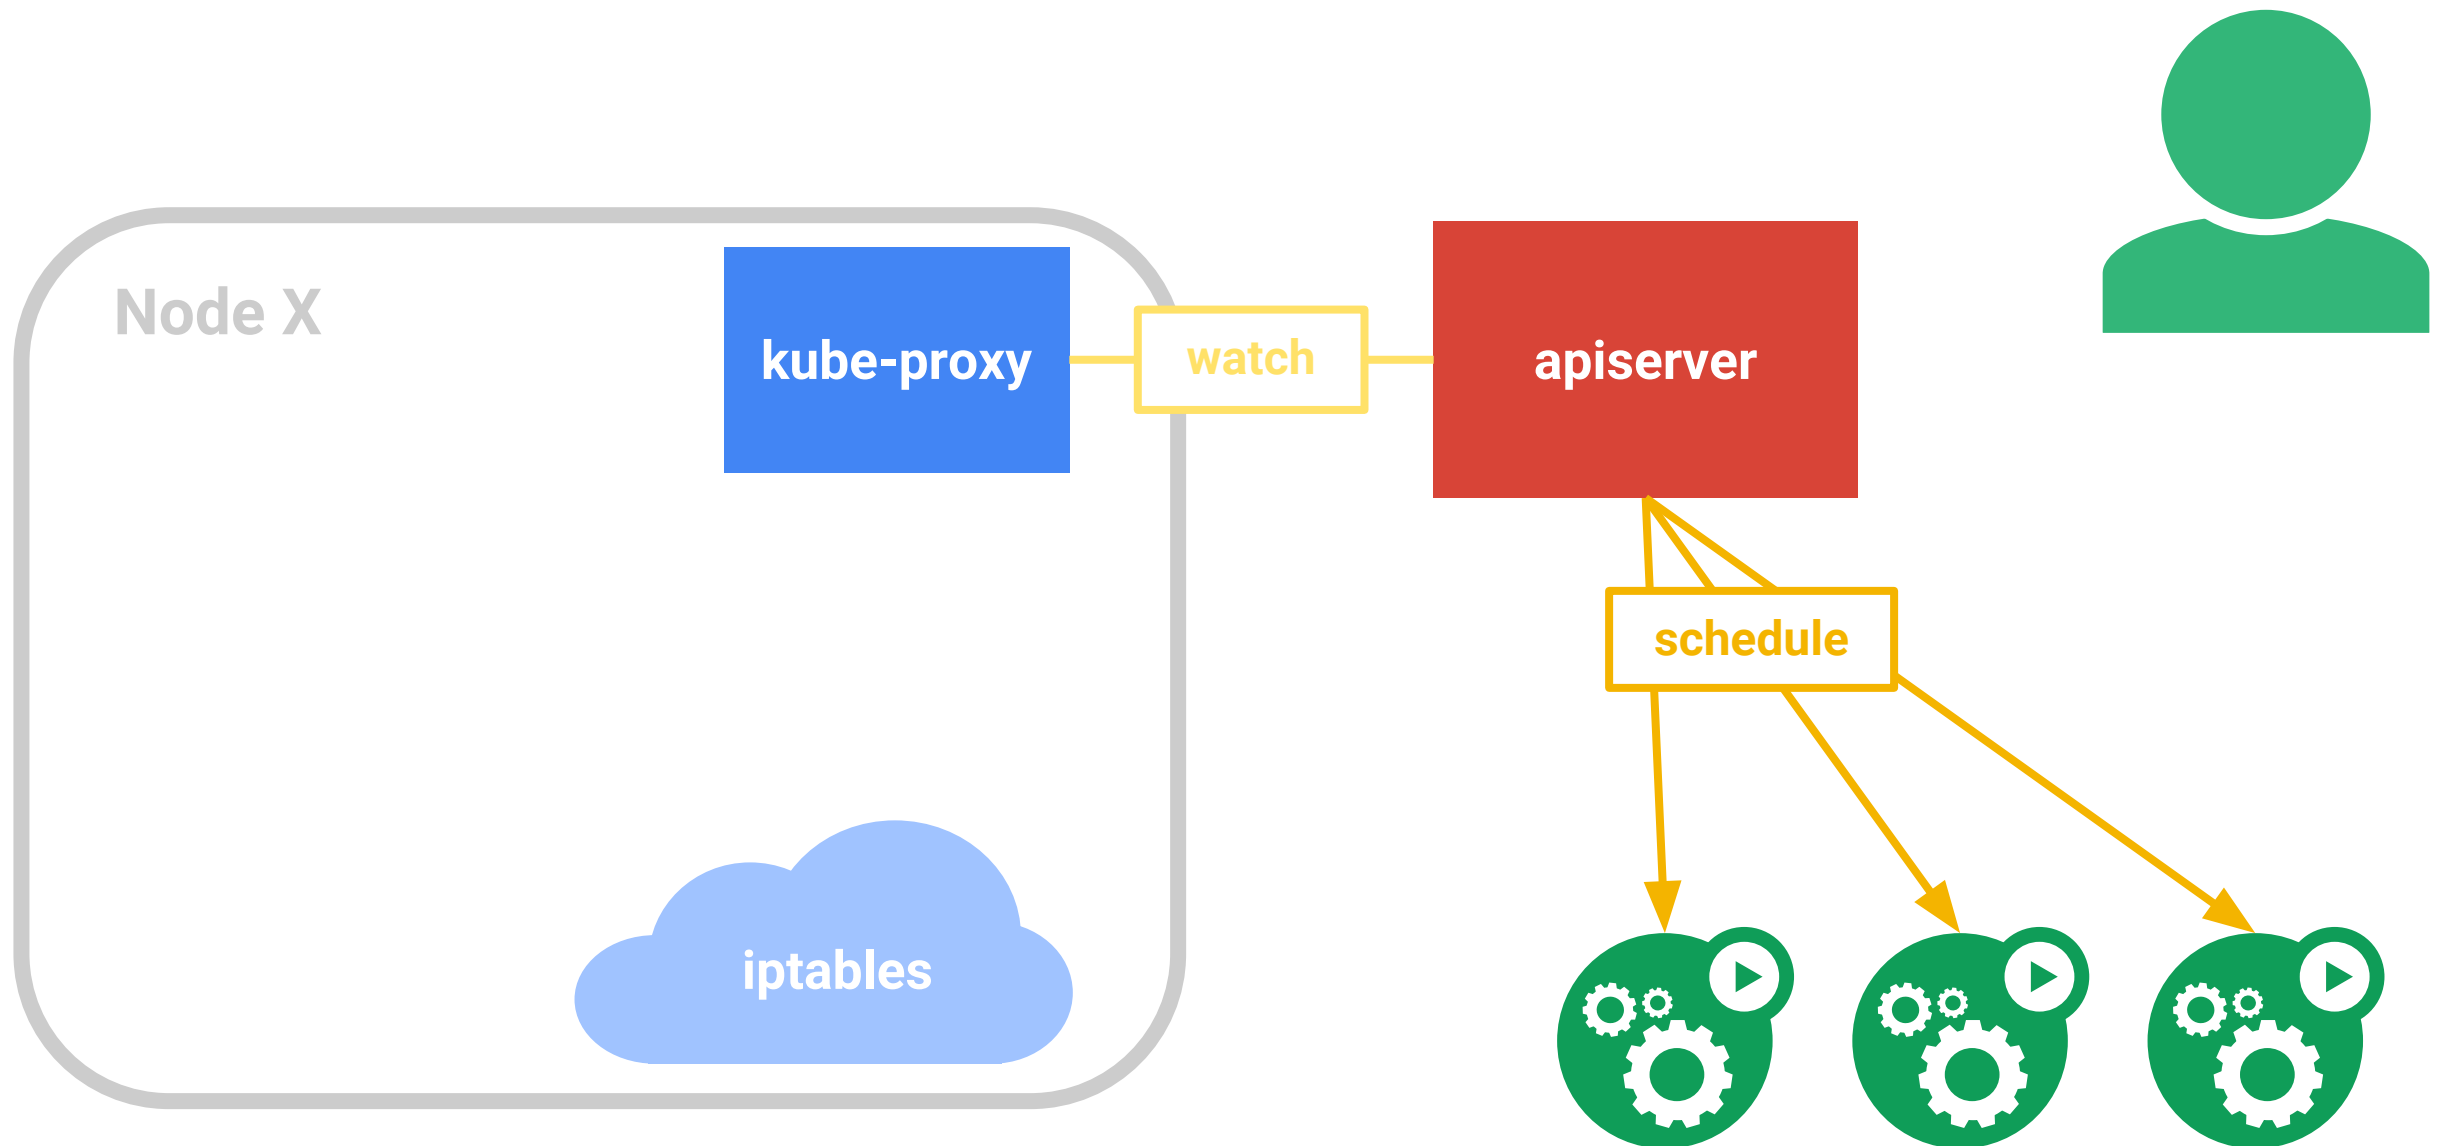 Node X
kube-proxy
watch
apiserver
schedule
iptables